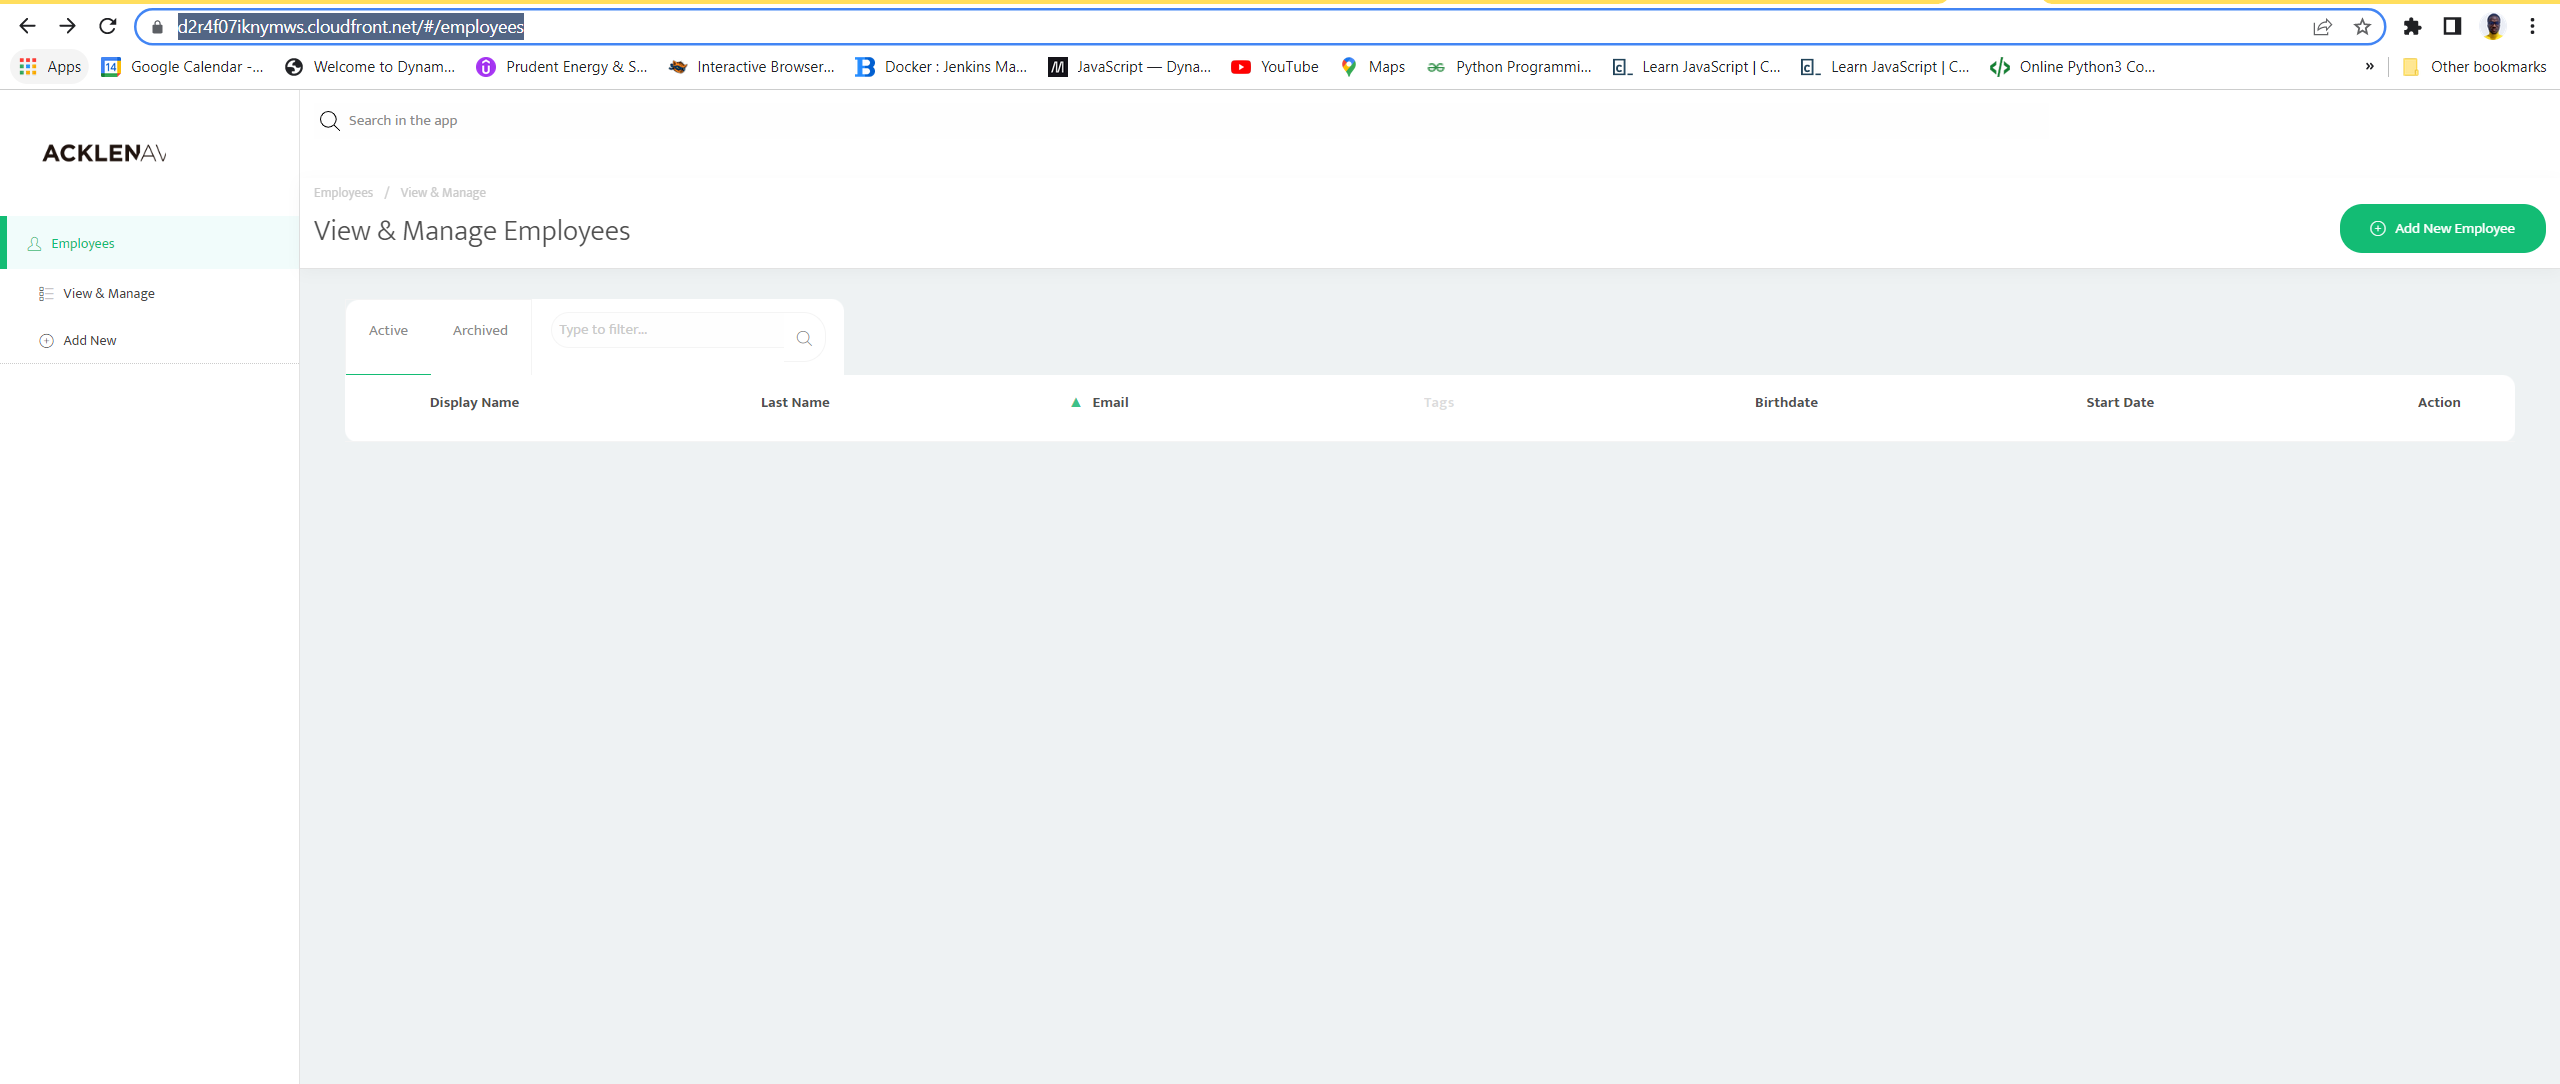 d2r4f07iknymws.cloudfront.net/#/employees
Apps
14
Google Calendar -...
Welcome to Dynam...
Prudent Energy & S...
Interactive Browser...
Docker : Jenkins Ma...
JavaScript — Dyna...
YouTube
Maps
Python Programmi...
Learn JavaScript | C...
Learn JavaScript | C...
Online Python3 Co...
»
Other bookmarks
ACKLENAV
Search in the app
Employees / View & Manage
View & Manage Employees
Add New Employee
Employees
View & Manage
Add New
Active
Archived
Type to filter...
Display Name
Last Name
▲ Email
Tags
Birthdate
Start Date
Action